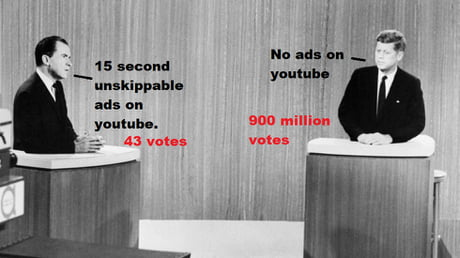 15 second
unskippable
ads on
youtube.
43 votes
No ads on
youtube
900 million
votes